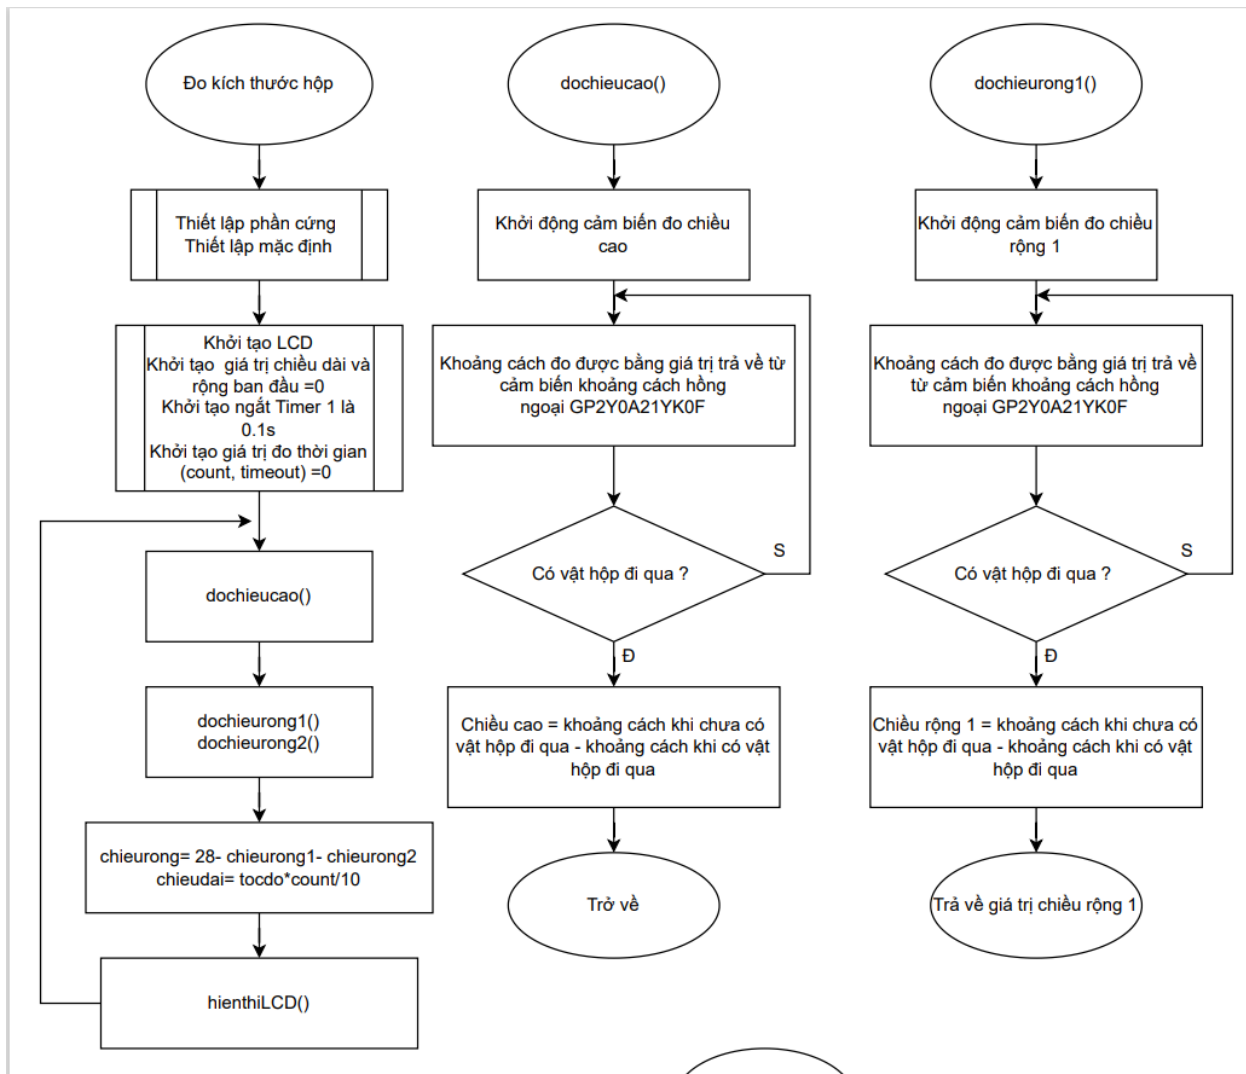 Đo kích thước hộp
Thiết lập phần cứng
Thiết lập mặc định
Khởi tạo LCD
Khởi tạo giá trị chiều dài và
rộng ban đầu =0
Khởi tạo ngắt Timer 1 là
0.1s
Khởi tạo giá trị đo thời gian
(count, timeout) =0
dochieucao()
dochieurong1()
dochieurong2()
chieurong= 28- chieurong1- chieurong2
chieudai= tocdo*count/10
hienthiLCD()
dochieucao()
Khởi động cảm biến đo chiều
cao
Khoảng cách đo được bằng giá trị trả về từ
cảm biến khoảng cách hồng
ngoại GP2Y0A21YK0F
Có vật hộp đi qua ?
S
Đ
Chiều cao = khoảng cách khi chưa có
vật hộp đi qua - khoảng cách khi có vật
hộp đi qua
Trở về
dochieurong1()
Khởi động cảm biến đo chiều
rộng 1
Khoảng cách đo được bằng giá trị trả về
từ cảm biến khoảng cách hồng
ngoại GP2Y0A21YK0F
Có vật hộp đi qua ?
S
Đ
Chiều rộng 1 = khoảng cách khi chưa có
vật hộp đi qua - khoảng cách khi có vật
hộp đi qua
Trả về giá trị chiều rộng 1